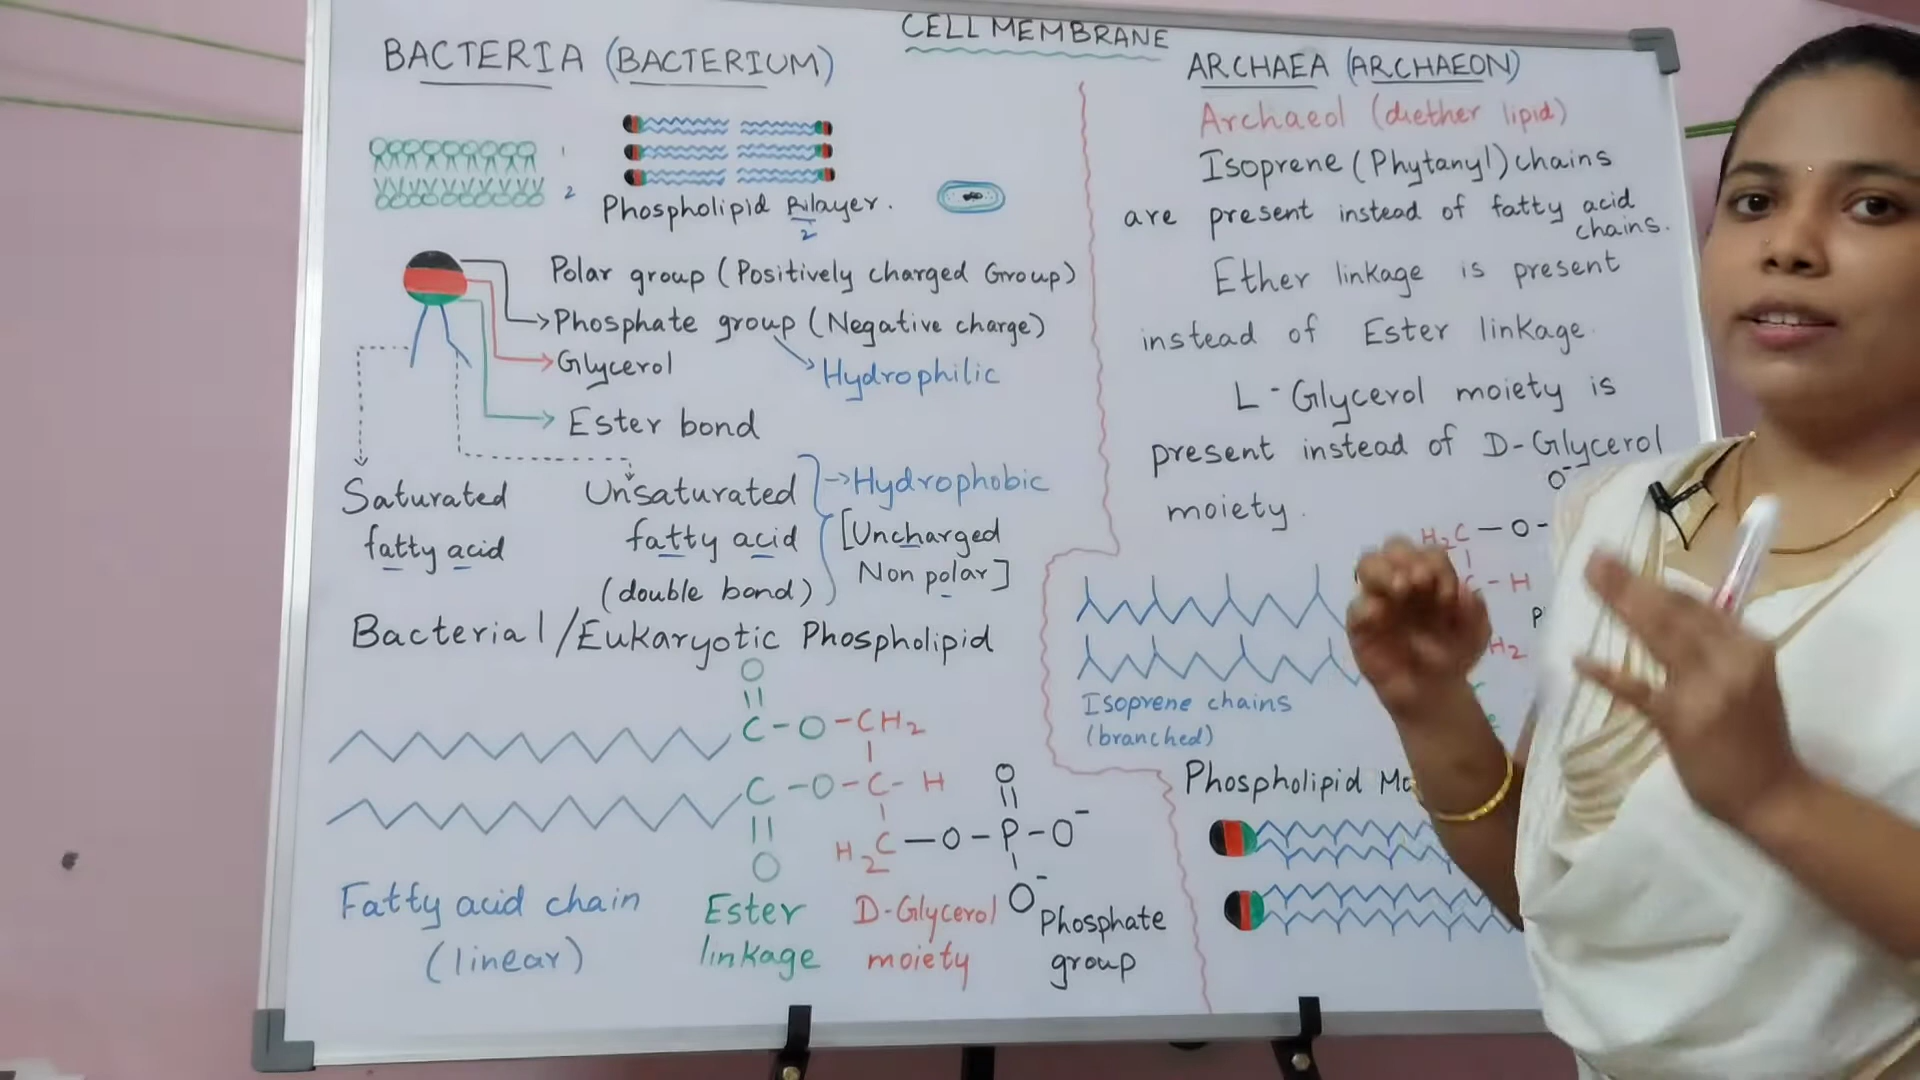 CELL MEMBRANE
BACTERIA (BACTERIUM)
1
2
Phospholipid Bilayer.
2
Polar group (Positively charged Group)
Phosphate group (Negative charge)
Hydrophilic
Glycerol
Ester bond
Saturated
fatty acid
Unsaturated
fatty acid
(double bond)
Hydrophobic
[Uncharged
Non polar]
Bacterial/Eukaryotic Phospholipid
O
C-O-CH2
C-O-C-H
O
H2C-O-P-O-
O
O-
Fatty acid chain
(linear)
Ester
linkage
D-Glycerol
moiety
Phosphate
group
ARCHAEA (ARCHAEON)
Archaeol (diether lipid)
Isoprene (Phytanyl) chains
are present instead of fatty acid
chains.
Ether linkage is present
instead of Ester linkage.
L-Glycerol moiety is
present instead of D-Glycerol
moiety.
O-
H2C-O-
C-H
H2
Isoprene chains
(branched)
Phospholipid